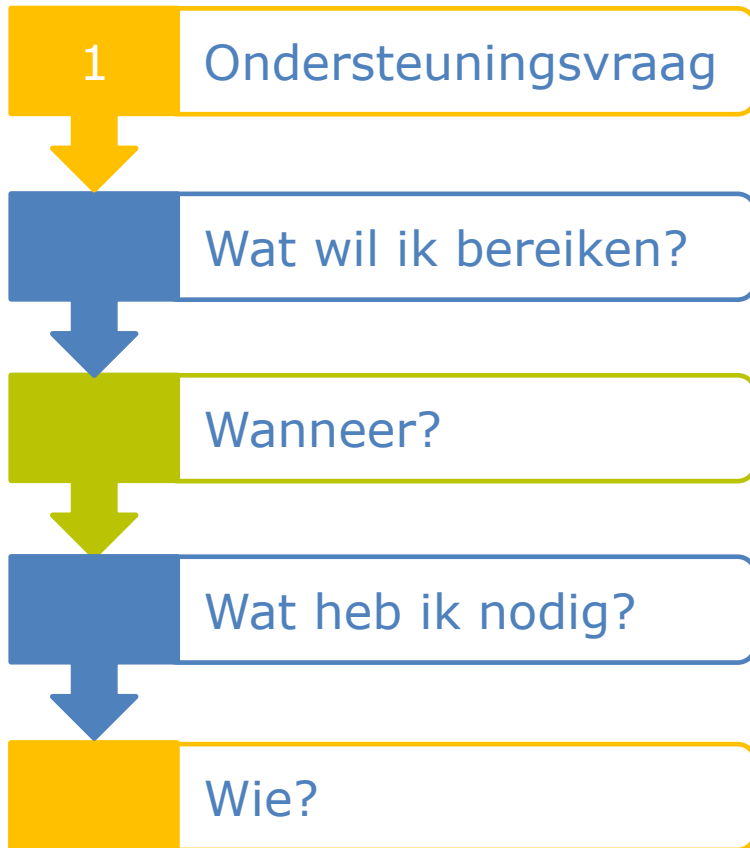 1 Ondersteuningsvraag
Wat wil ik bereiken?
Wanneer?
Wat heb ik nodig?
Wie?